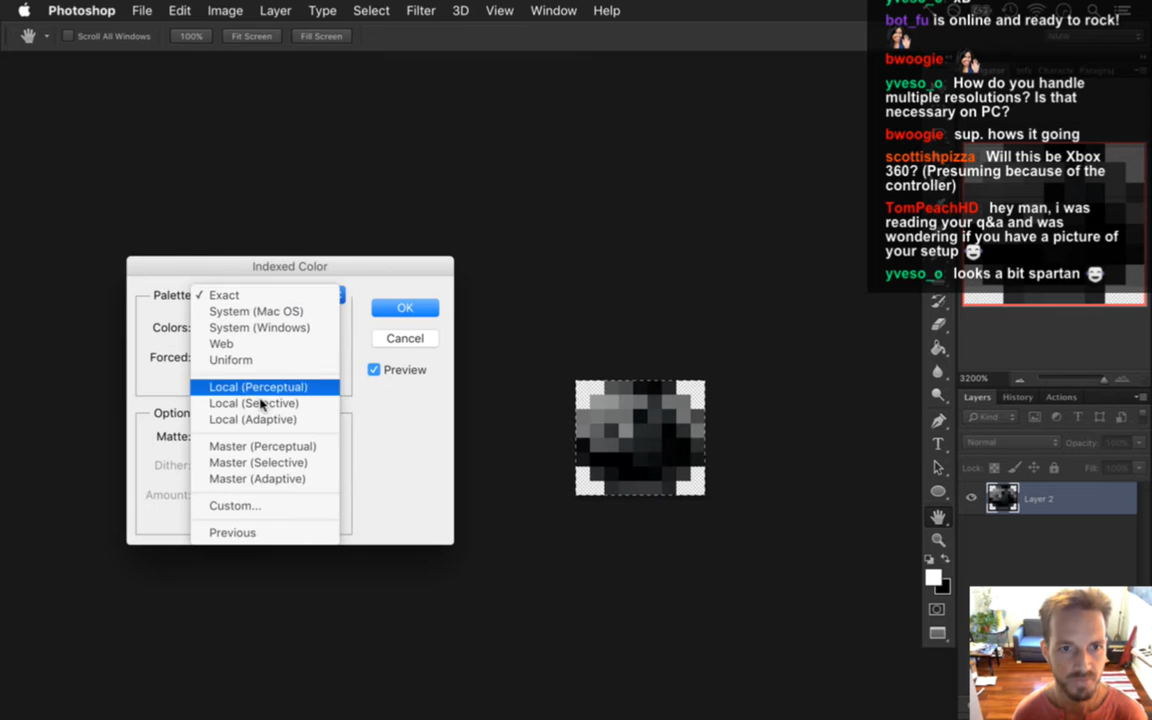 Photoshop File Edit Image Layer Type Select Filter 3D View Window Help
Scroll All Windows 100% Fit Screen Fill Screen
bot_fu is online and ready to rock!
bwoogie:
yveso_o: How do you handle
multiple resolutions? Is that
necessary on PC?
bwoogie: sup. hows it going
scottishpizza: Will this be Xbox
360? (Presuming because of the
controller)
TomPeachHD: hey man, i was
reading your q&a and was
wondering if you have a picture of
your setup
yveso_o: looks a bit spartan
Indexed Color
Palette
Colors:
Forced:
✓ Exact
System (Mac OS)
System (Windows)
Web
Uniform
Local (Perceptual)
Local (Selective)
Local (Adaptive)
Master (Perceptual)
Master (Selective)
Master (Adaptive)
Custom...
Previous
Option
Matte:
Dither:
Amount:
OK
Cancel
Preview
3200%
Layers History Actions
Kind
Normal Opacity: 100%
Lock: Fill: 100%
Layer 2